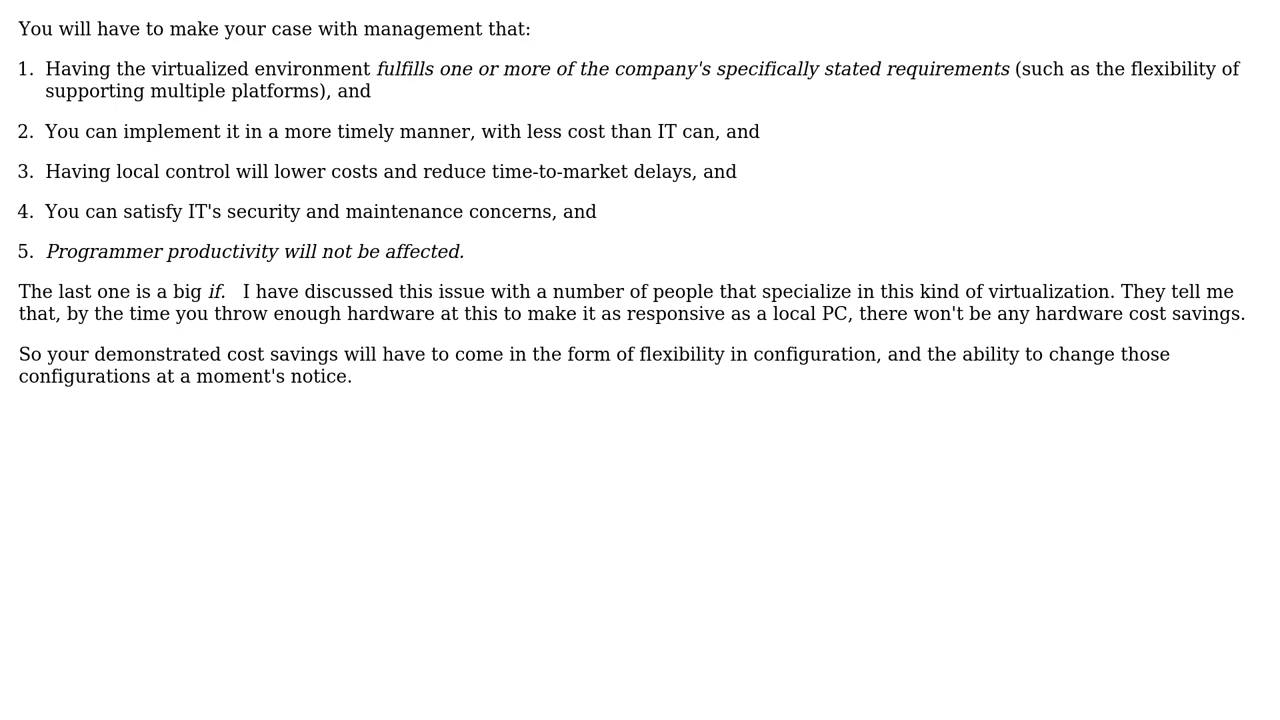 You will have to make your case with management that:
1. Having the virtualized environment fulfills one or more of the company's specifically stated requirements (such as the flexibility of
supporting multiple platforms), and
2. You can implement it in a more timely manner, with less cost than IT can, and
3. Having local control will lower costs and reduce time-to-market delays, and
4. You can satisfy IT's security and maintenance concerns, and
5. Programmer productivity will not be affected.
The last one is a big if. I have discussed this issue with a number of people that specialize in this kind of virtualization. They tell me
that, by the time you throw enough hardware at this to make it as responsive as a local PC, there won't be any hardware cost savings.
So your demonstrated cost savings will have to come in the form of flexibility in configuration, and the ability to change those
configurations at a moment's notice.